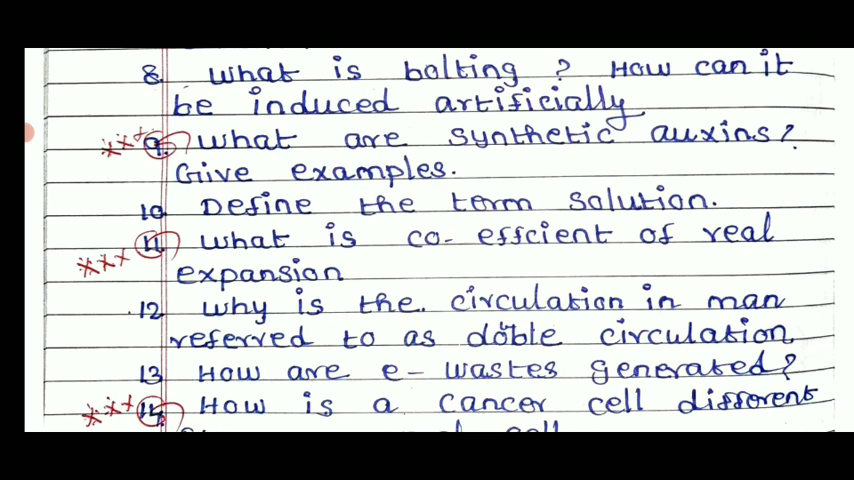 8. What is bolting ? How can it
be induced artificially
*** 9. What are synthetic auxins?
Give examples.
10. Define the term solution.
*** 11. What is co-effcient of real
expansion
12. Why is the circulation in man
referred to as doble circulation
13 How are e-wastes generated?
*** 14. How is a cancer cell different
cell